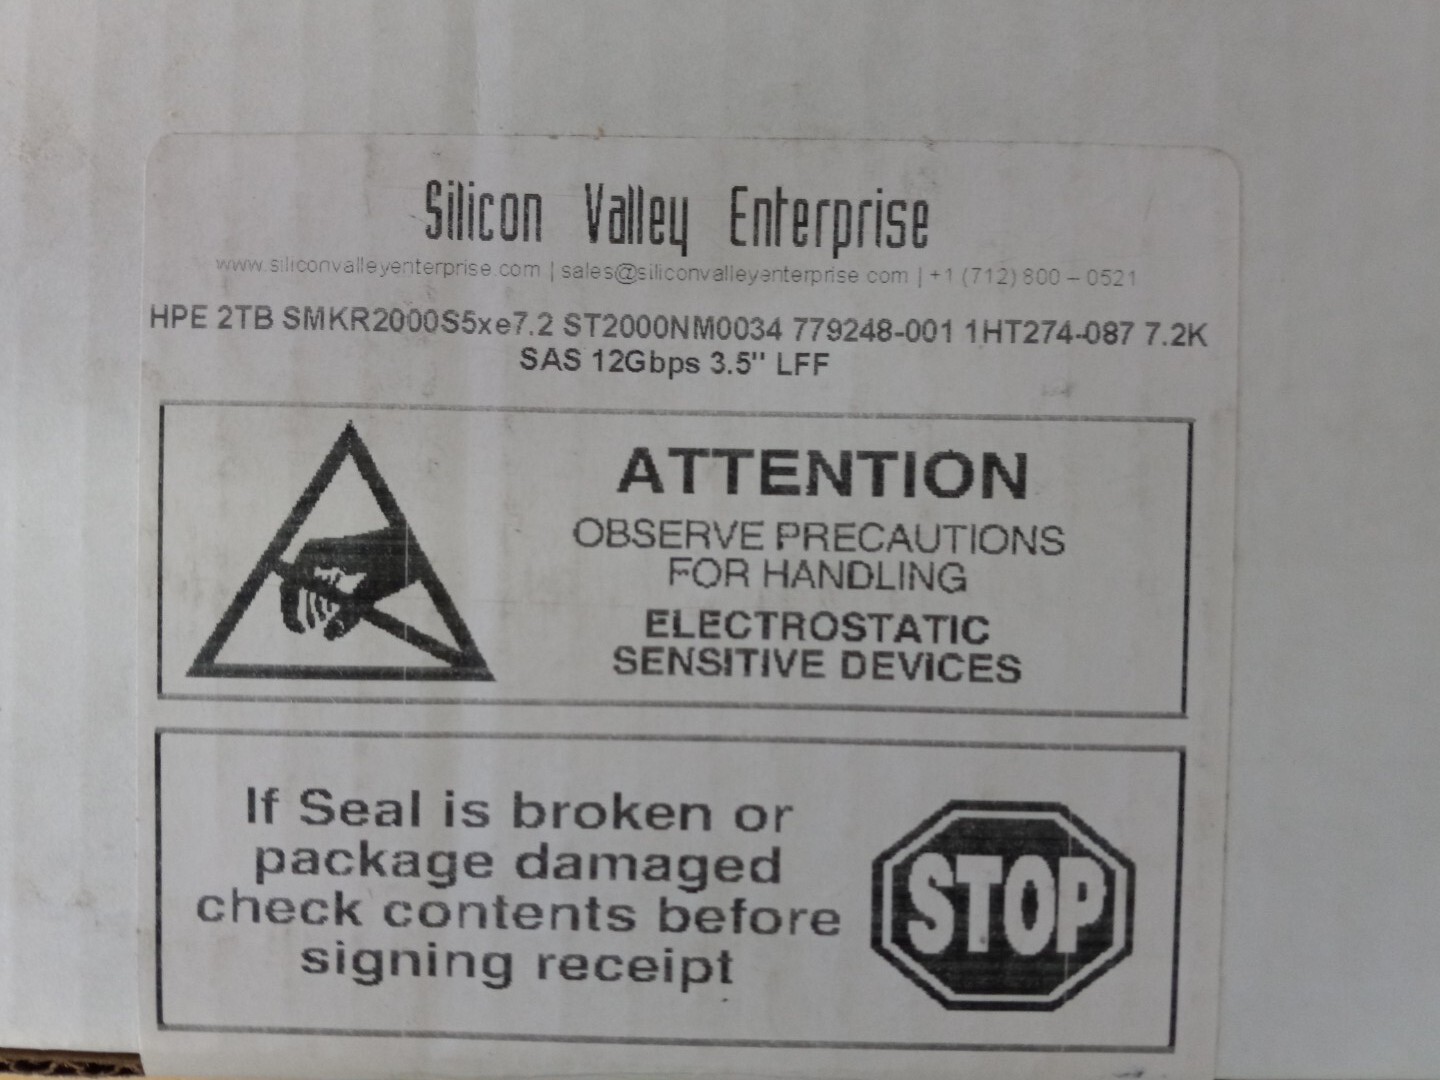 Silicon Valley Enterprise
www.siliconvalleyenterprise.com | sales@siliconvalleyenterprise.com | +1 (712) 800 – 0521
HPE 2TB SMKR2000S5xe7.2 ST2000NM0034 779248-001 1HT274-087 7.2K
SAS 12Gbps 3.5" LFF
ATTENTION
OBSERVE PRECAUTIONS
FOR HANDLING
ELECTROSTATIC
SENSITIVE DEVICES
If Seal is broken or
package damaged
check contents before
signing receipt
STOP